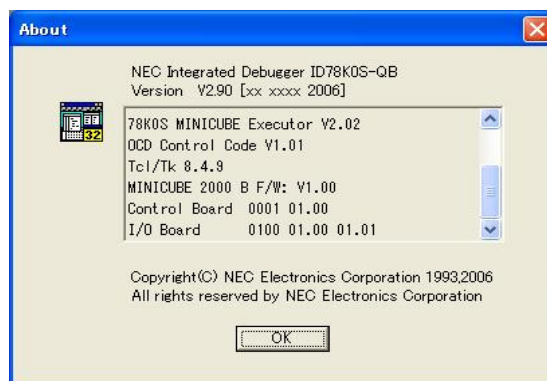 About
NEC Integrated Debugger ID78K0S-QB
Version V2.90 [xx xxxx 2006]
32
78K0S MINICUBE Executor V2.02
OCD Control Code V1.01
Tcl/Tk 8.4.9
MINICUBE 2000 B F/W: V1.00
Control Board 0001 01.00
I/O Board 0100 01.00 01.01
Copyright(C) NEC Electronics Corporation 1993,2006
All rights reserved by NEC Electronics Corporation
OK